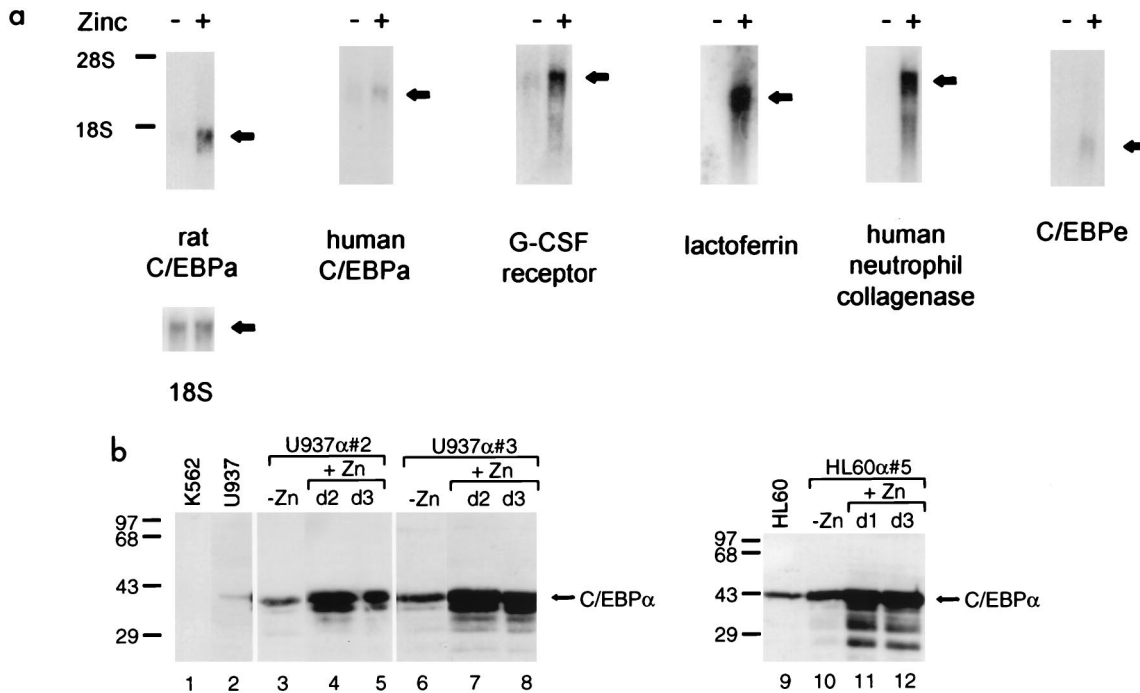 a
Zinc - + - + - + - + - + - +
28S
18S
rat C/EBPa
human C/EBPa
G-CSF receptor
lactoferrin
human neutrophil collagenase
C/EBPe
18S
b
K562
U937
U937α#2
+ Zn
-Zn d2 d3
U937α#3
+ Zn
-Zn d2 d3
97
68
43
29
C/EBPα
1 2 3 4 5 6 7 8
HL60
HL60α#5
+ Zn
-Zn d1 d3
97
68
43
29
C/EBPα
9 10 11 12